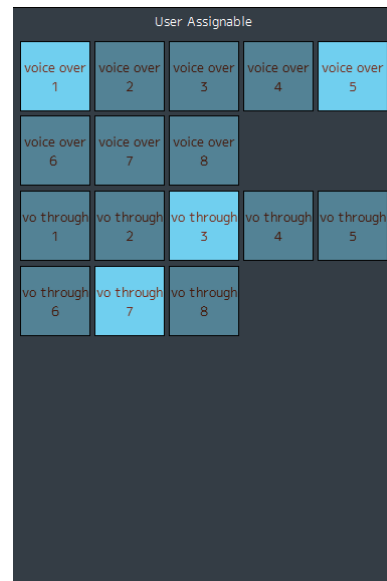 User Assignable
voice over voice over voice over voice over voice over
1 2 3 4 5
voice over voice over voice over
6 7 8
vo through vo through vo through vo through vo through
1 2 3 4 5
vo through vo through vo through
6 7 8